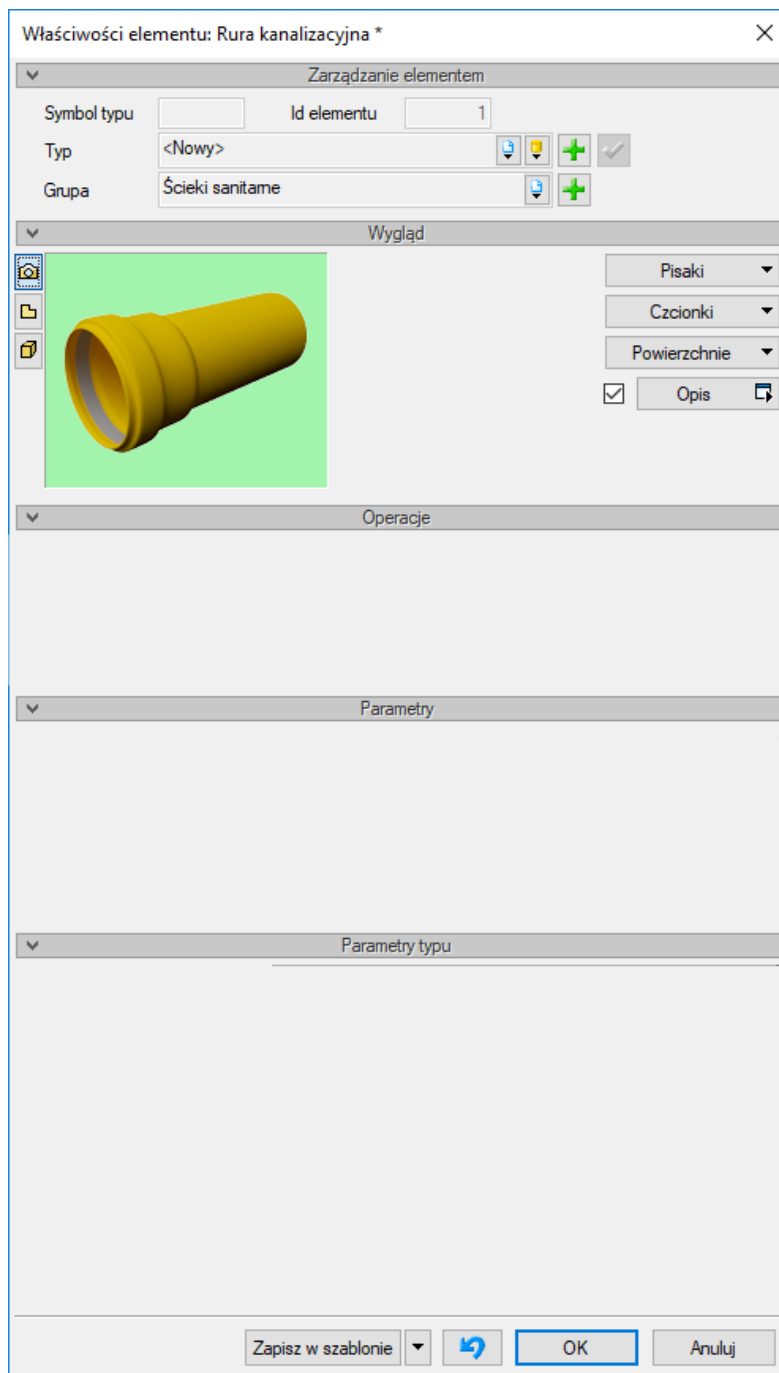 Właściwości elementu: Rura kanalizacyjna *
Zarządzanie elementem
Symbol typu Id elementu 1
Typ <Nowy>
Grupa Ścieki sanitarne
Wygląd
Pisaki
Czcionki
Powierzchnie
Opis
Operacje
Parametry
Parametry typu
Zapisz w szablonie OK Anuluj